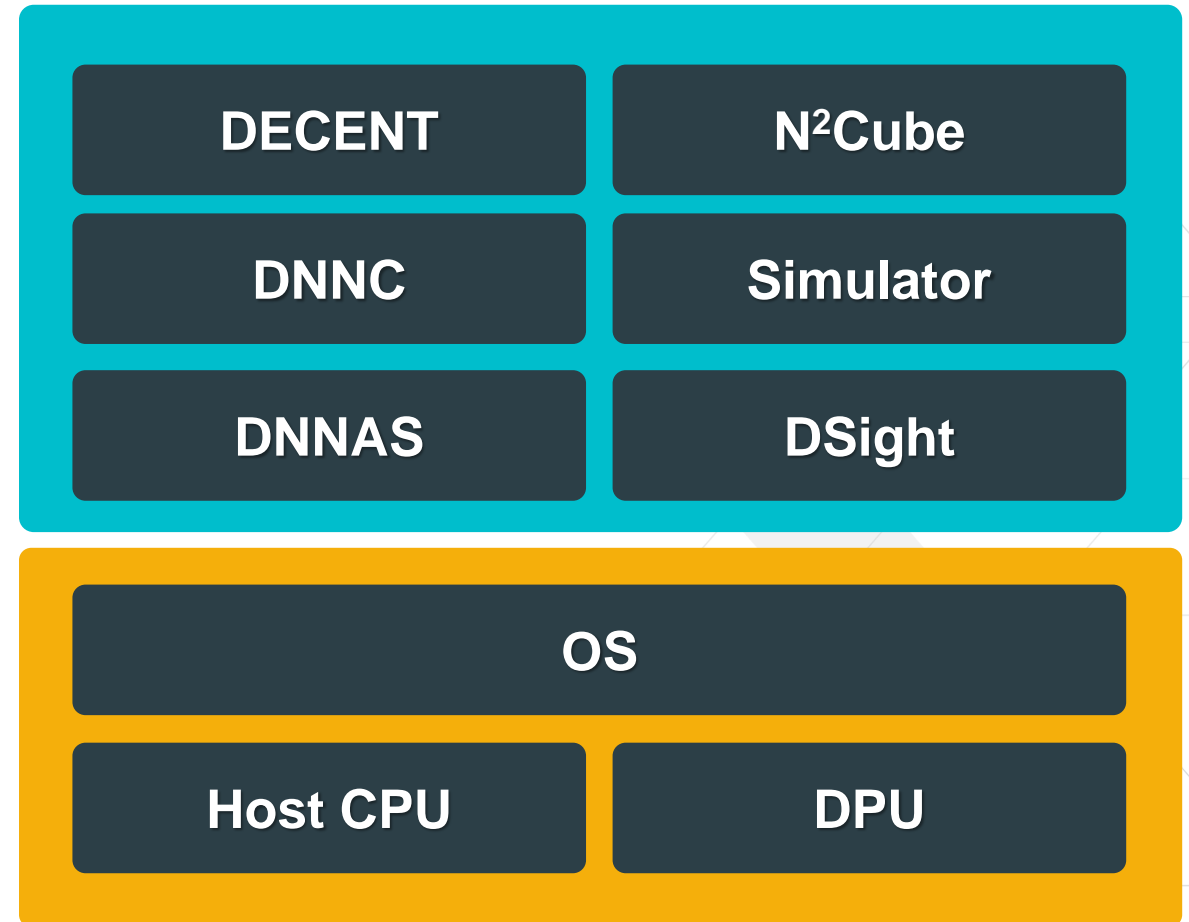 DECENT
N²Cube
DNNC
Simulator
DNNAS
DSight
OS
Host CPU
DPU